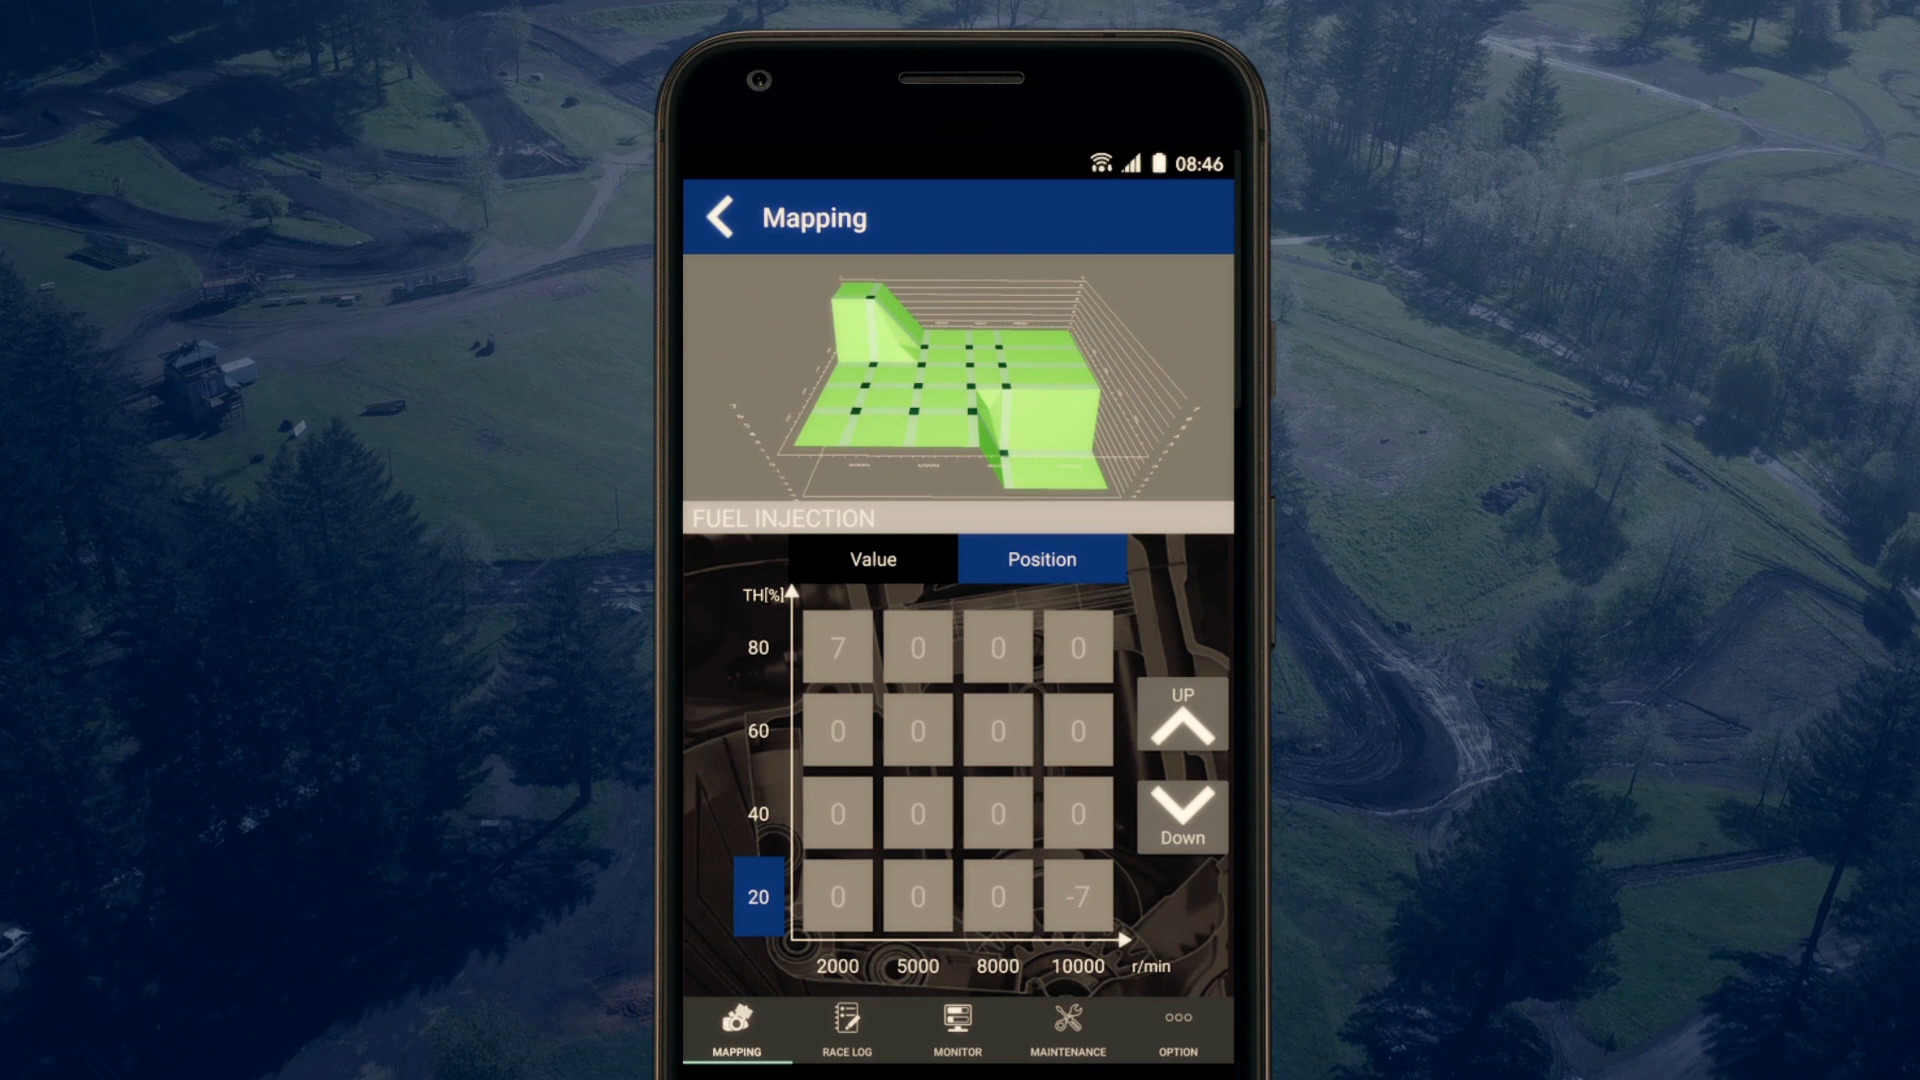 08:46
Mapping
FUEL INJECTION
Value Position
TH[%]
80 7 0 0 0
UP
60 0 0 0 0
40 0 0 0 0
Down
20 0 0 0 -7
2000 5000 8000 10000 r/min
MAPPING RACE LOG MONITOR MAINTENANCE OPTION